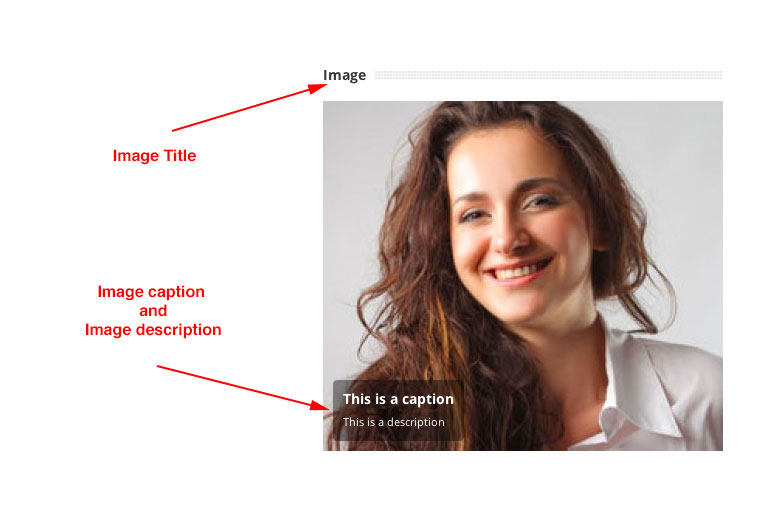 Image
Image Title
Image caption
and
Image description
This is a caption
This is a description